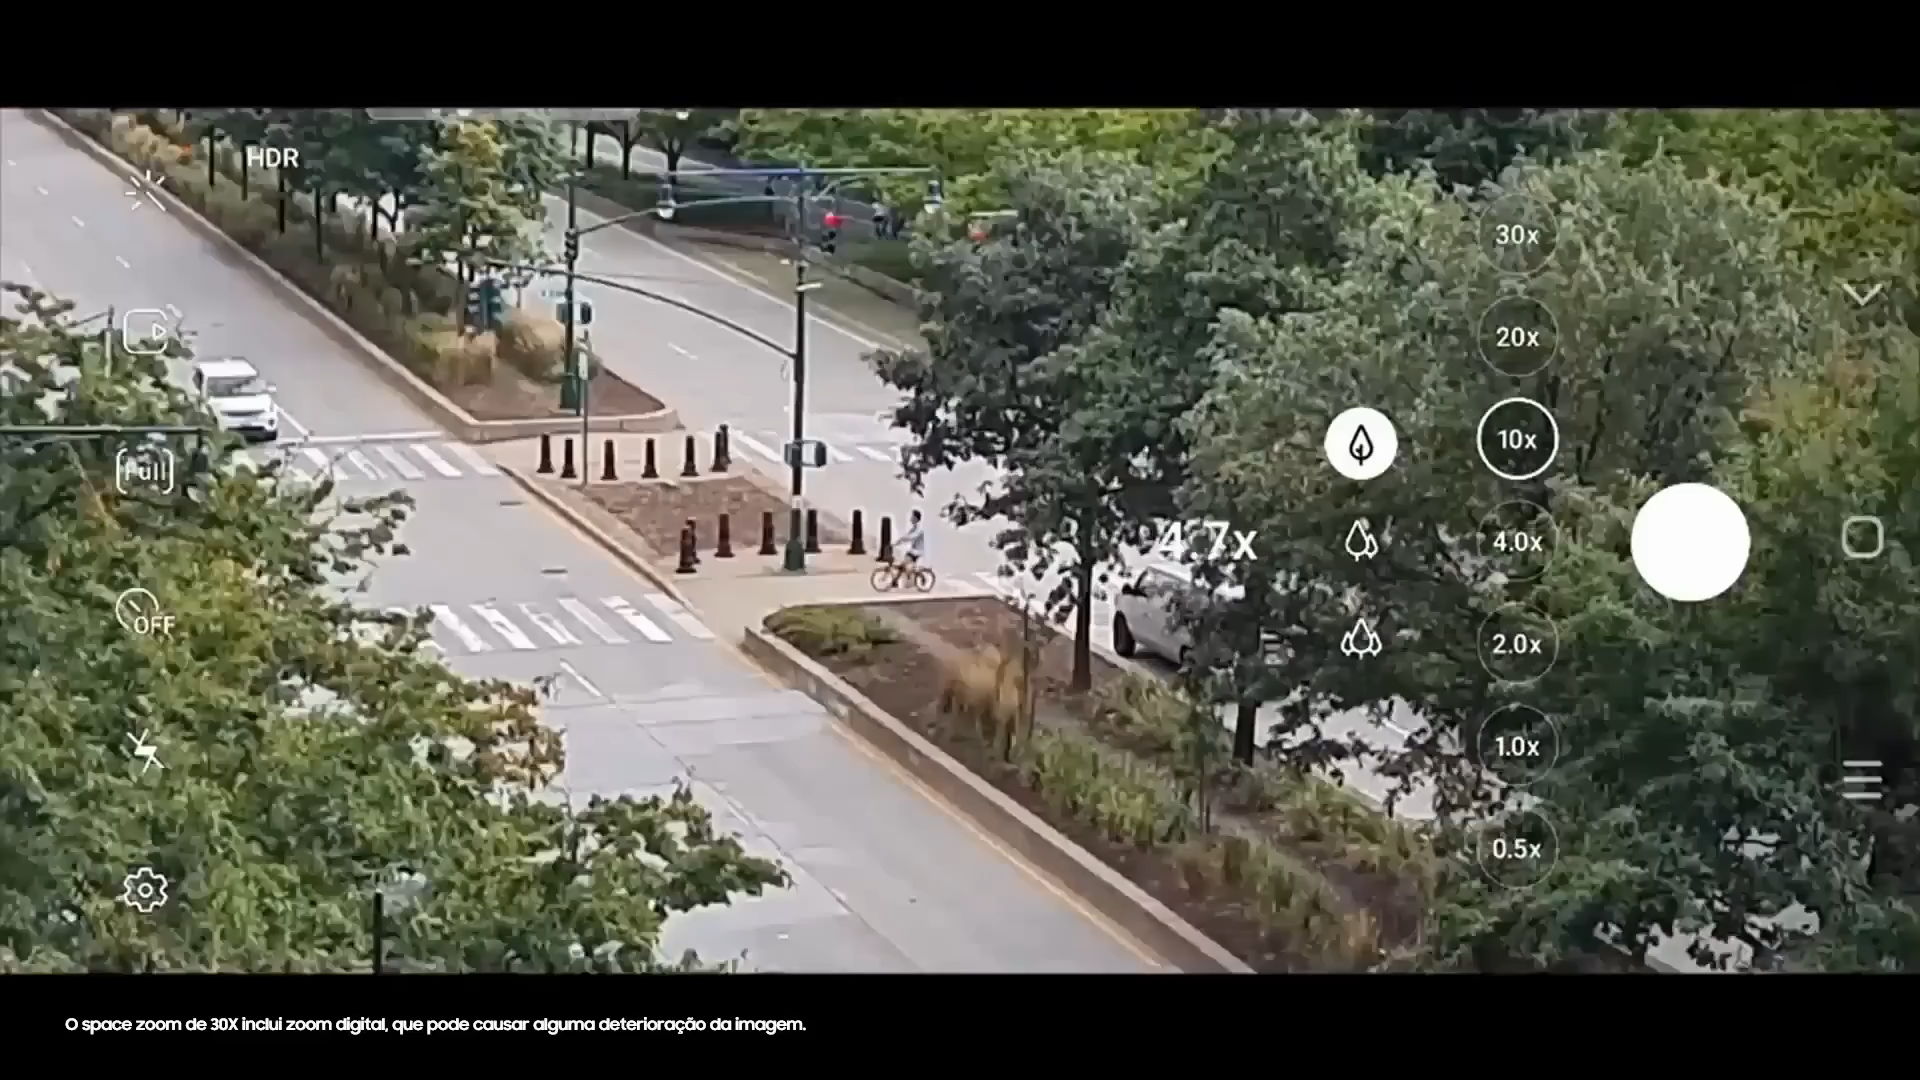 HDR
30x
20x
10x
4.7x
4.0x
Full
2.0x
OFF
1.0x
0.5x
O space zoom de 30X inclui zoom digital, que pode causar alguma deterioração da imagem.